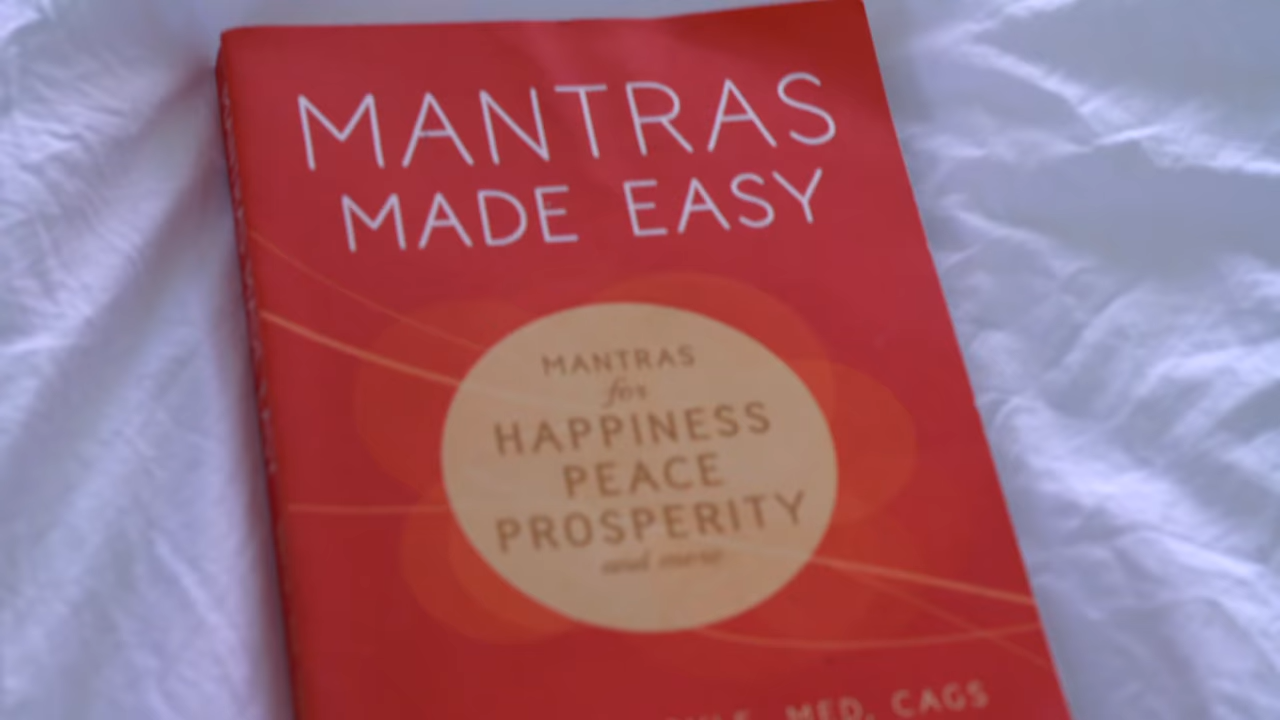 MANTRAS
MADE EASY
MANTRAS
for
HAPPINESS
PEACE
PROSPERITY
and more
MED, CAGS